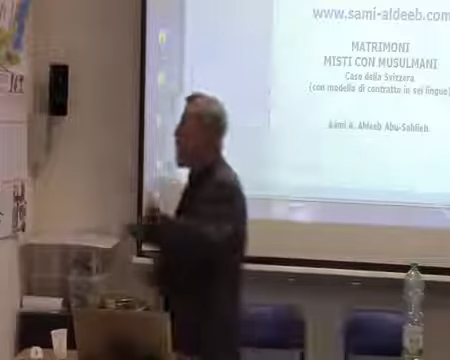 www.sami-aldeeb.com
MATRIMONI
MISTI CON MUSULMANI
Caso della Svizzera
(con modello di contratto in sei lingue)
Sami A. Aldeeb Abu-Sahlieh